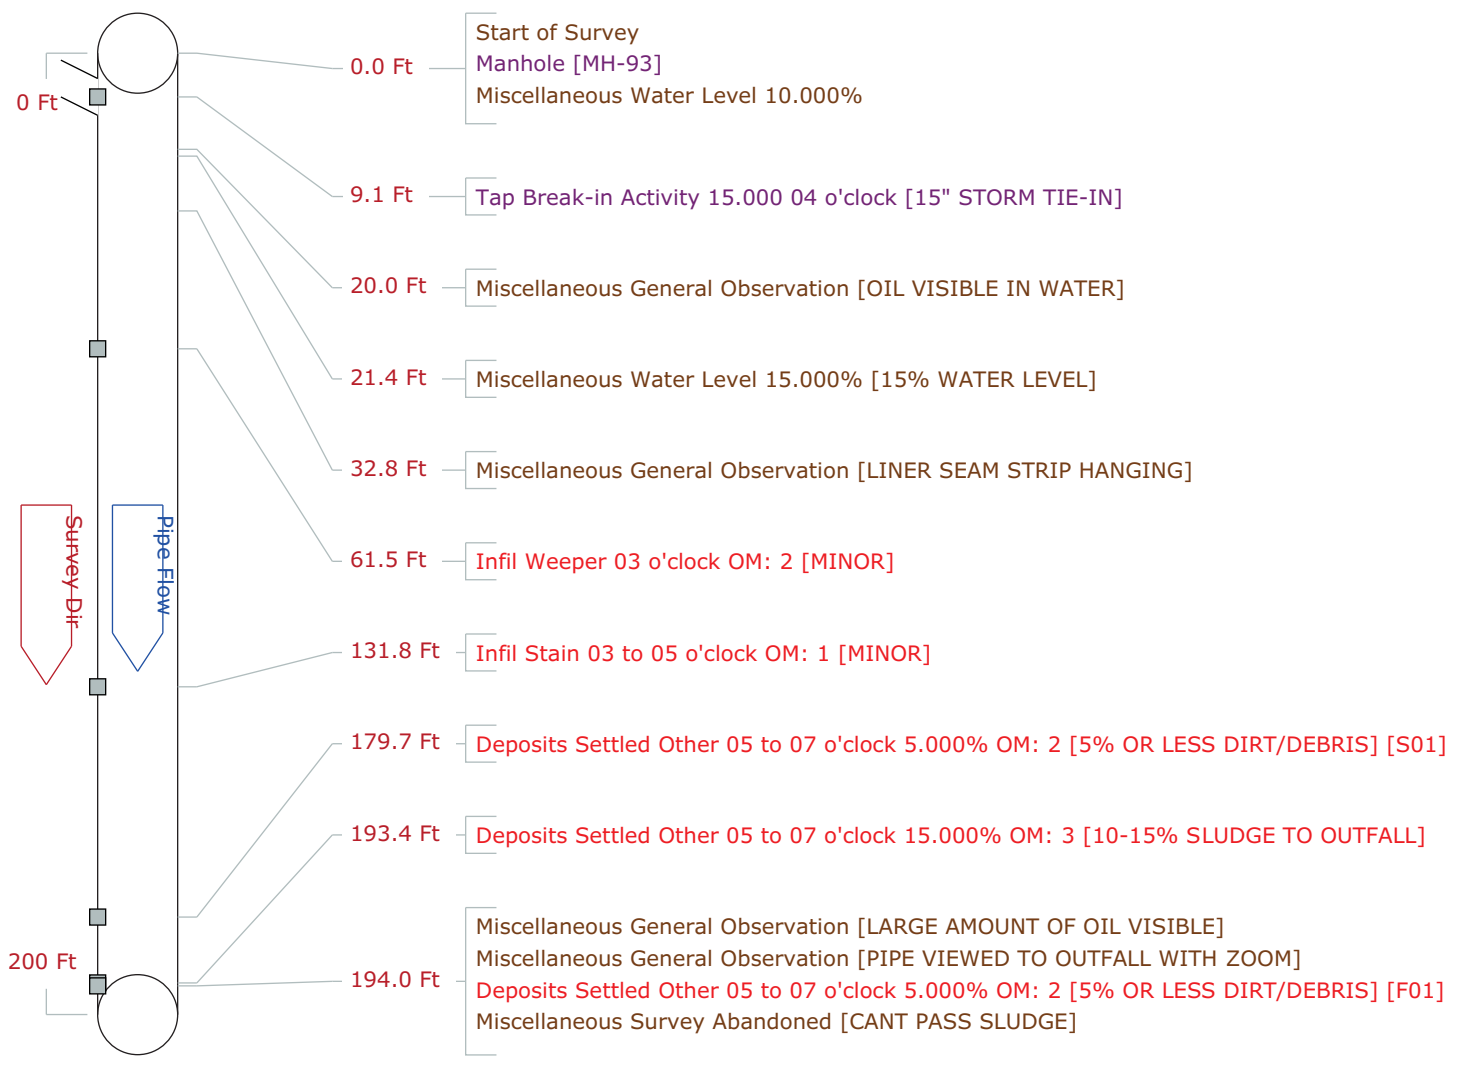 Start of Survey
0.0 Ft
Manhole [MH-93]
Miscellaneous Water Level 10.000%
0 Ft
9.1 Ft
Tap Break-in Activity 15.000 04 o'clock [15" STORM TIE-IN]
20.0 Ft
Miscellaneous General Observation [OIL VISIBLE IN WATER]
21.4 Ft
Miscellaneous Water Level 15.000% [15% WATER LEVEL]
32.8 Ft
Miscellaneous General Observation [LINER SEAM STRIP HANGING]
Survey Dir
Pipe Flow
61.5 Ft
Infil Weeper 03 o'clock OM: 2 [MINOR]
131.8 Ft
Infil Stain 03 to 05 o'clock OM: 1 [MINOR]
179.7 Ft
Deposits Settled Other 05 to 07 o'clock 5.000% OM: 2 [5% OR LESS DIRT/DEBRIS] [S01]
193.4 Ft
Deposits Settled Other 05 to 07 o'clock 15.000% OM: 3 [10-15% SLUDGE TO OUTFALL]
200 Ft
194.0 Ft
Miscellaneous General Observation [LARGE AMOUNT OF OIL VISIBLE]
Miscellaneous General Observation [PIPE VIEWED TO OUTFALL WITH ZOOM]
Deposits Settled Other 05 to 07 o'clock 5.000% OM: 2 [5% OR LESS DIRT/DEBRIS] [F01]
Miscellaneous Survey Abandoned [CANT PASS SLUDGE]